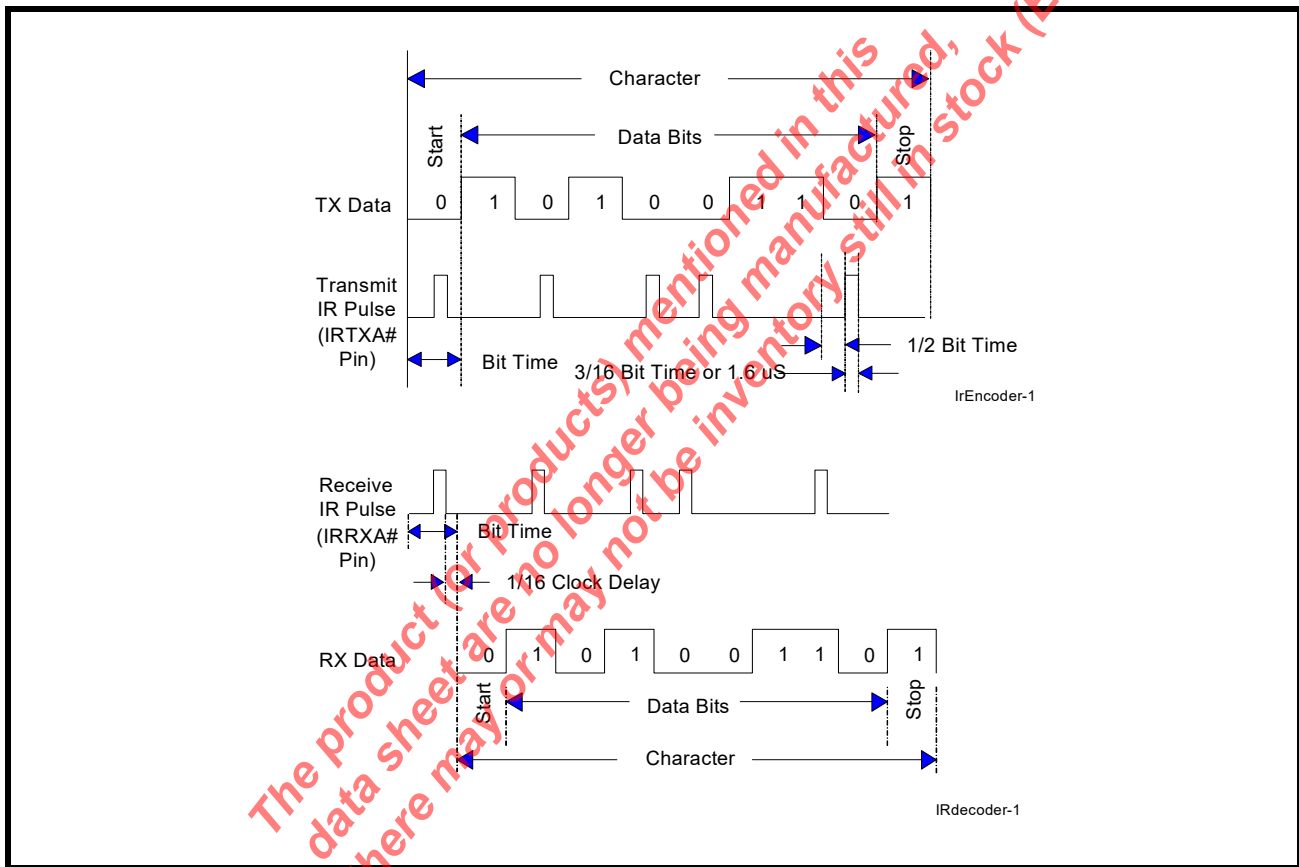 Character
Start
Data Bits
Stop
TX Data
0 1 0 1 0 0 1 1 0 1
Transmit
IR Pulse
(IRTXA#
Pin)
Bit Time
1/2 Bit Time
3/16 Bit Time or 1.6 uS
IrEncoder-1
Receive
IR Pulse
(IRRXA#
Pin)
Bit Time
1/16 Clock Delay
RX Data
0 1 0 1 0 0 1 1 0 1
Start
Data Bits
Stop
Character
IRdecoder-1
The product (or products) mentioned in this
data sheet are no longer being manufactured,
here may or may not be inventory still in stock (E